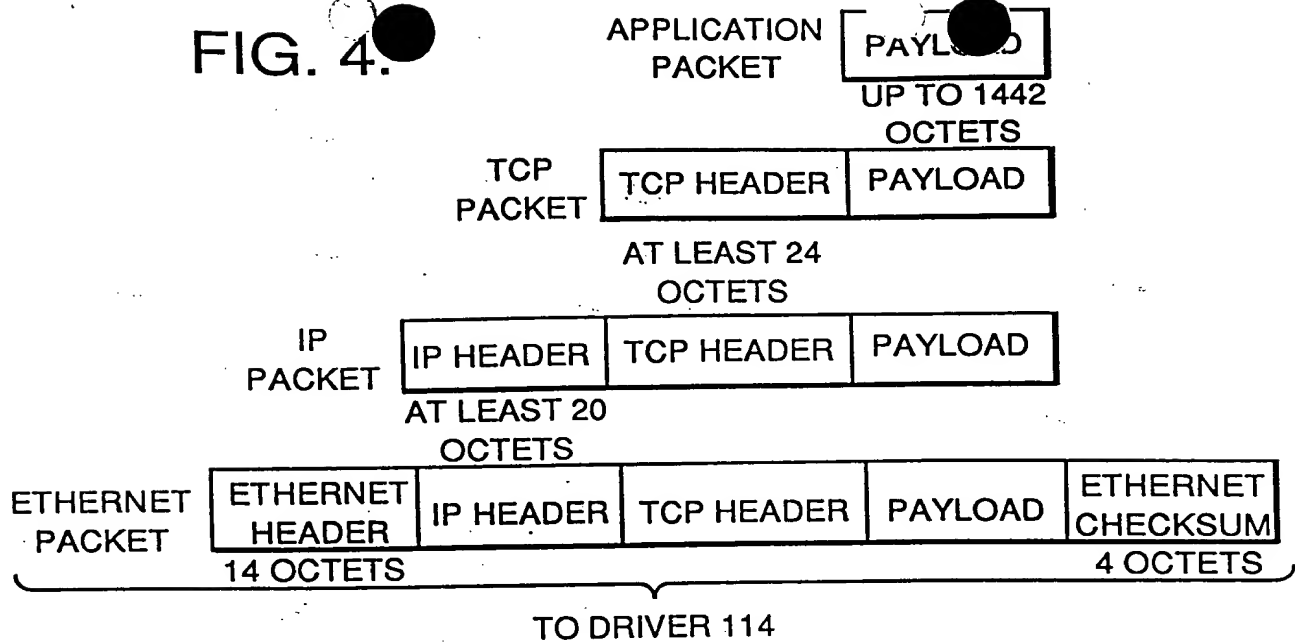 FIG. 4.
APPLICATION
PACKET
PAYLOAD
UP TO 1442
OCTETS
TCP
PACKET
TCP HEADER
PAYLOAD
AT LEAST 24
OCTETS
IP
PACKET
IP HEADER
TCP HEADER
PAYLOAD
AT LEAST 20
OCTETS
ETHERNET
PACKET
ETHERNET
HEADER
IP HEADER
TCP HEADER
PAYLOAD
ETHERNET
CHECKSUM
14 OCTETS
4 OCTETS
TO DRIVER 114